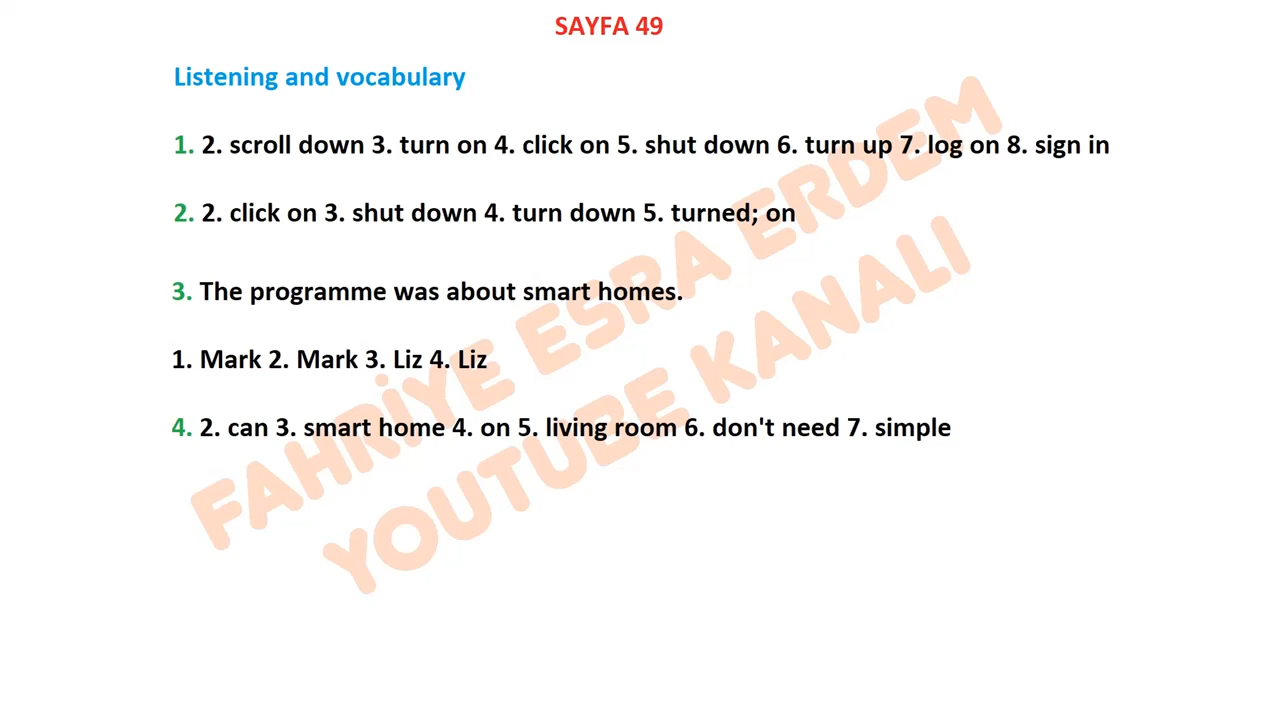 SAYFA 49
Listening and vocabulary
1. 2. scroll down 3. turn on 4. click on 5. shut down 6. turn up 7. log on 8. sign in
2. 2. click on 3. shut down 4. turn down 5. turned; on
3. The programme was about smart homes.
1. Mark 2. Mark 3. Liz 4. Liz
4. 2. can 3. smart home 4. on 5. living room 6. don't need 7. simple
FAHRİYE ESRA ERDEM
YOUTUBE KANALI